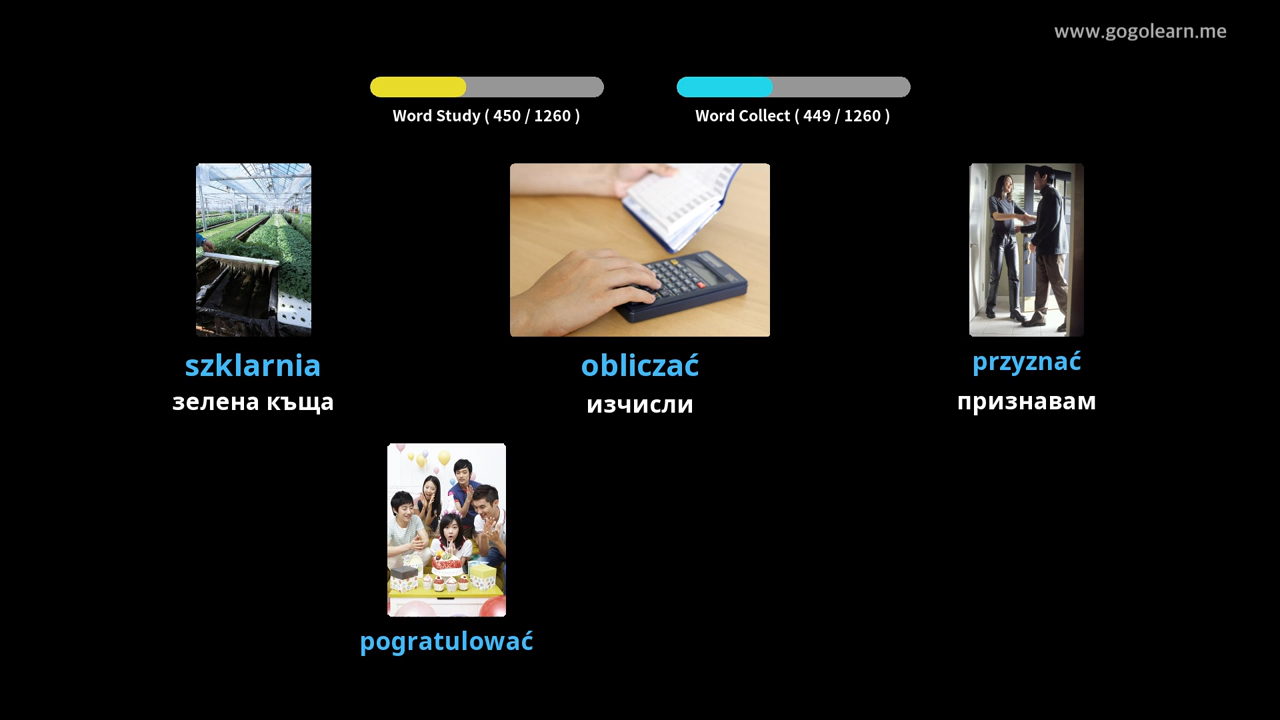 www.gogolearn.me
Word Study ( 450 / 1260 )
Word Collect ( 449 / 1260 )
szklarnia
obliczać
przyznać
зелена къща
изчисли
признавам
pogratulować